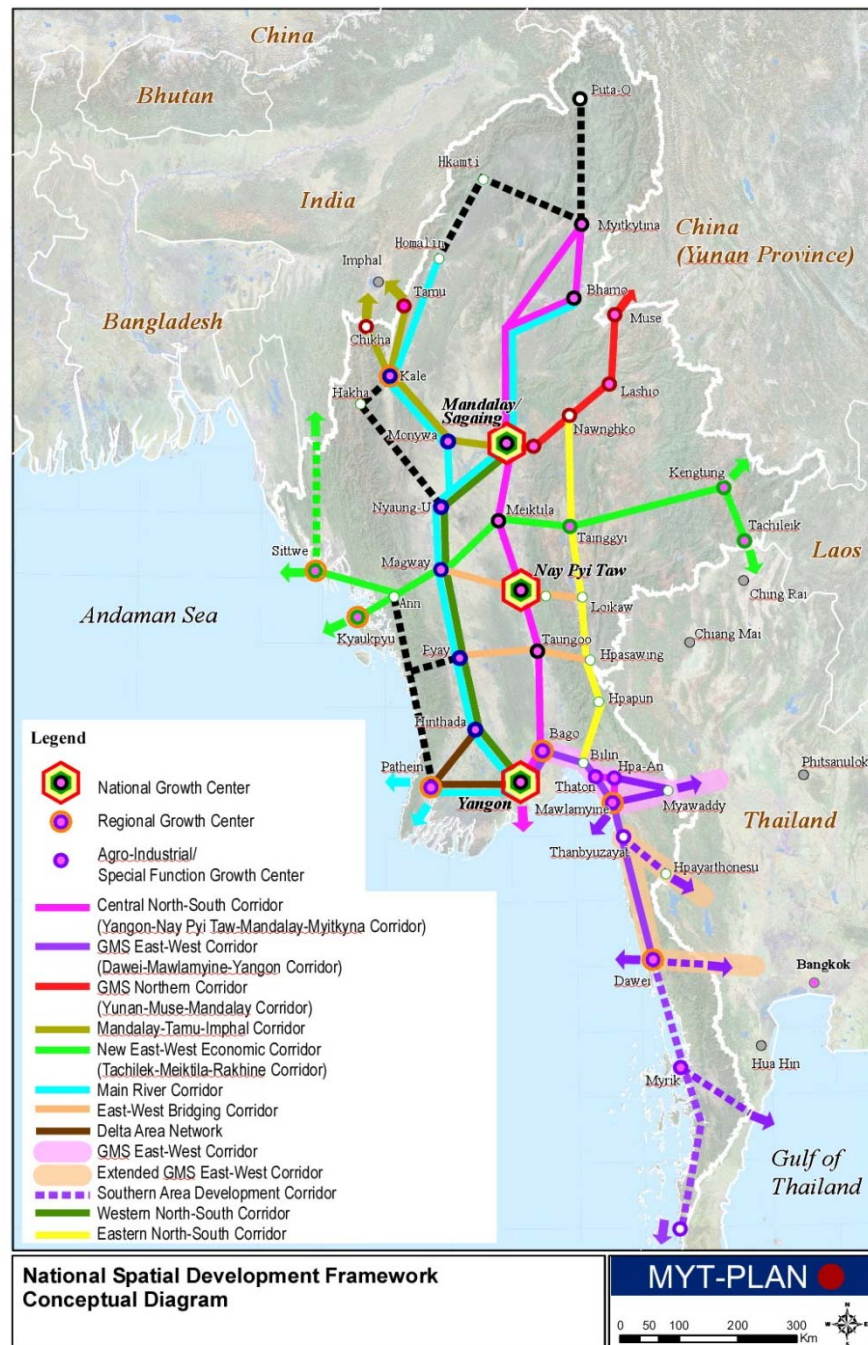 China
Bhutan
Puta-O
Hkamti
India
Myitkytina
China
(Yunan Province)
Homalin
Imphal
Tamu
Bhamo
Muse
Bangladesh
Chikha
Kale
Lashio
Hakha
Mandalay/
Sagaing
Nawnghko
Monywa
Kengtung
Nyaung-U
Meiktila
Tainggyi
Tachileik
Sittwe
Magway
Nay Pyi Taw
Laos
Ann
Loikaw
Ching Rai
Andaman Sea
Kyaukpyu
Chiang Mai
Pyay
Taungoo
Hpasawing
Hpapun
Hinthada
Bago
Bilin
Legend
Pathein
Hpa-An
Phitsanulok
National Growth Center
Yangon
Thaton
Mawlamyine
Myawaddy
Regional Growth Center
Thailand
Thanbyuzayat
Agro-Industrial/
Special Function Growth Center
Hpayarthonesu
Central North-South Corridor
(Yangon-Nay Pyi Taw-Mandalay-Myitkyna Corridor)
GMS East-West Corridor
(Dawei-Mawlamyine-Yangon Corridor)
GMS Northern Corridor
(Yunan-Muse-Mandalay Corridor)
Mandalay-Tamu-Imphal Corridor
New East-West Economic Corridor
(Tachilek-Meiktila-Rakhine Corridor)
Main River Corridor
East-West Bridging Corridor
Delta Area Network
GMS East-West Corridor
Extended GMS East-West Corridor
Southern Area Development Corridor
Western North-South Corridor
Eastern North-South Corridor
Bangkok
Dawei
Hua Hin
Myrik
Gulf of
Thailand
National Spatial Development Framework
Conceptual Diagram
MYT-PLAN
N
W E
S
0 50 100 200 300
Km